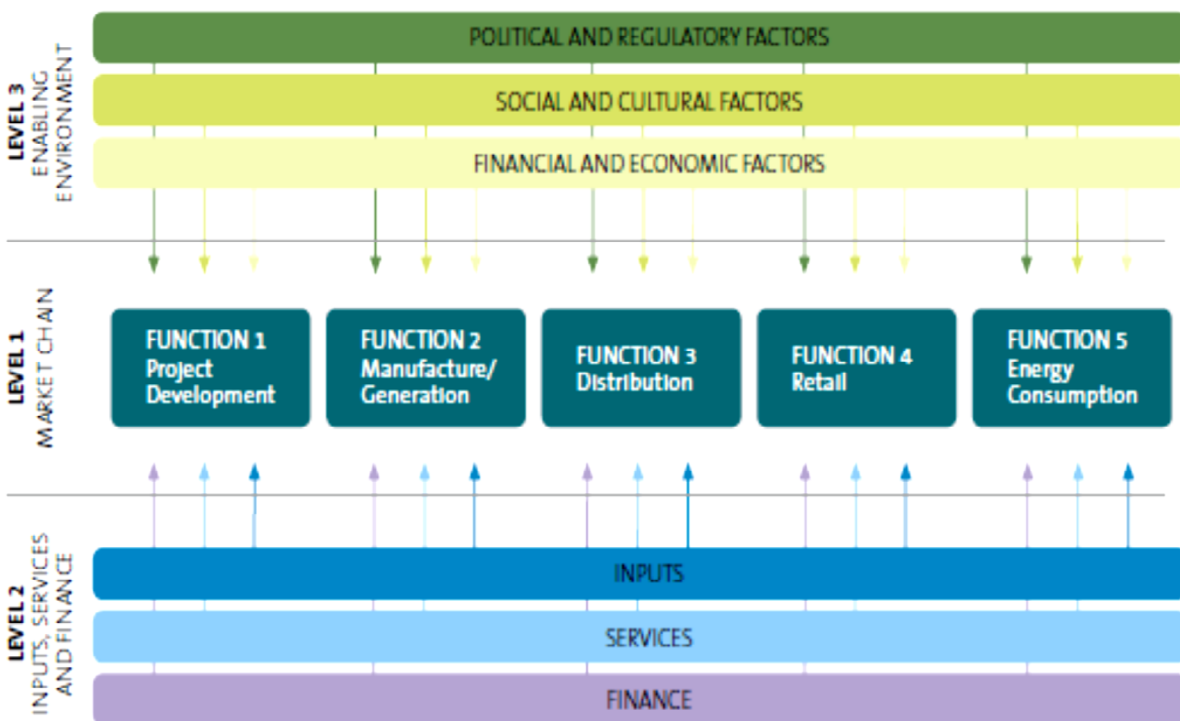 POLITICAL AND REGULATORY FACTORS
SOCIAL AND CULTURAL FACTORS
FINANCIAL AND ECONOMIC FACTORS
LEVEL 3
ENABLING
ENVIRONMENT
LEVEL 1
MARKET CHAIN
FUNCTION 1
Project
Development
FUNCTION 2
Manufacture/
Generation
FUNCTION 3
Distribution
FUNCTION 4
Retail
FUNCTION 5
Energy
Consumption
LEVEL 2
INPUTS, SERVICES
AND FINANCE
INPUTS
SERVICES
FINANCE